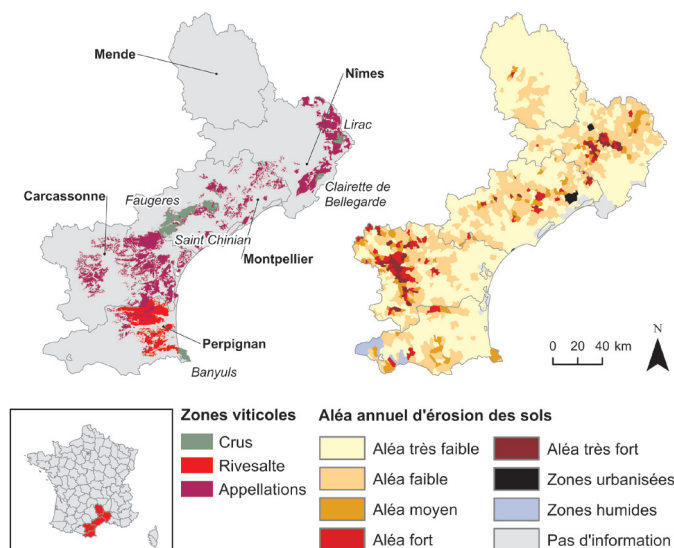 Mende
Nîmes
Lirac
Carcassonne
Faugeres
Clairette de
Bellegarde
Saint Chinian
Montpellier
Perpignan
Banyuls
N
0 20 40 km
Zones viticoles
Crus
Rivesalte
Appellations
Aléa annuel d'érosion des sols
Aléa très faible
Aléa faible
Aléa moyen
Aléa fort
Aléa très fort
Zones urbanisées
Zones humides
Pas d'information